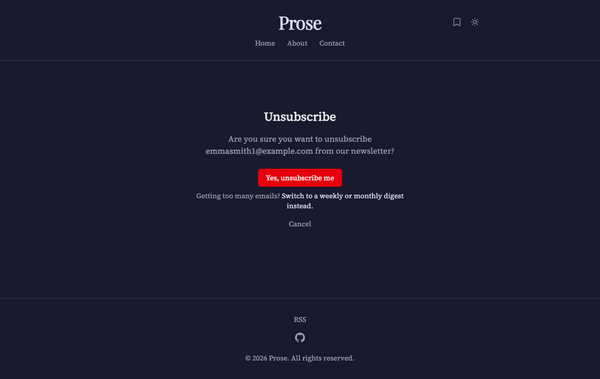 Prose
Home About Contact
Unsubscribe
Are you sure you want to unsubscribe
emmasmith1@example.com from our newsletter?
Yes, unsubscribe me
Getting too many emails? Switch to a weekly or monthly digest
instead.
Cancel
RSS
© 2026 Prose. All rights reserved.